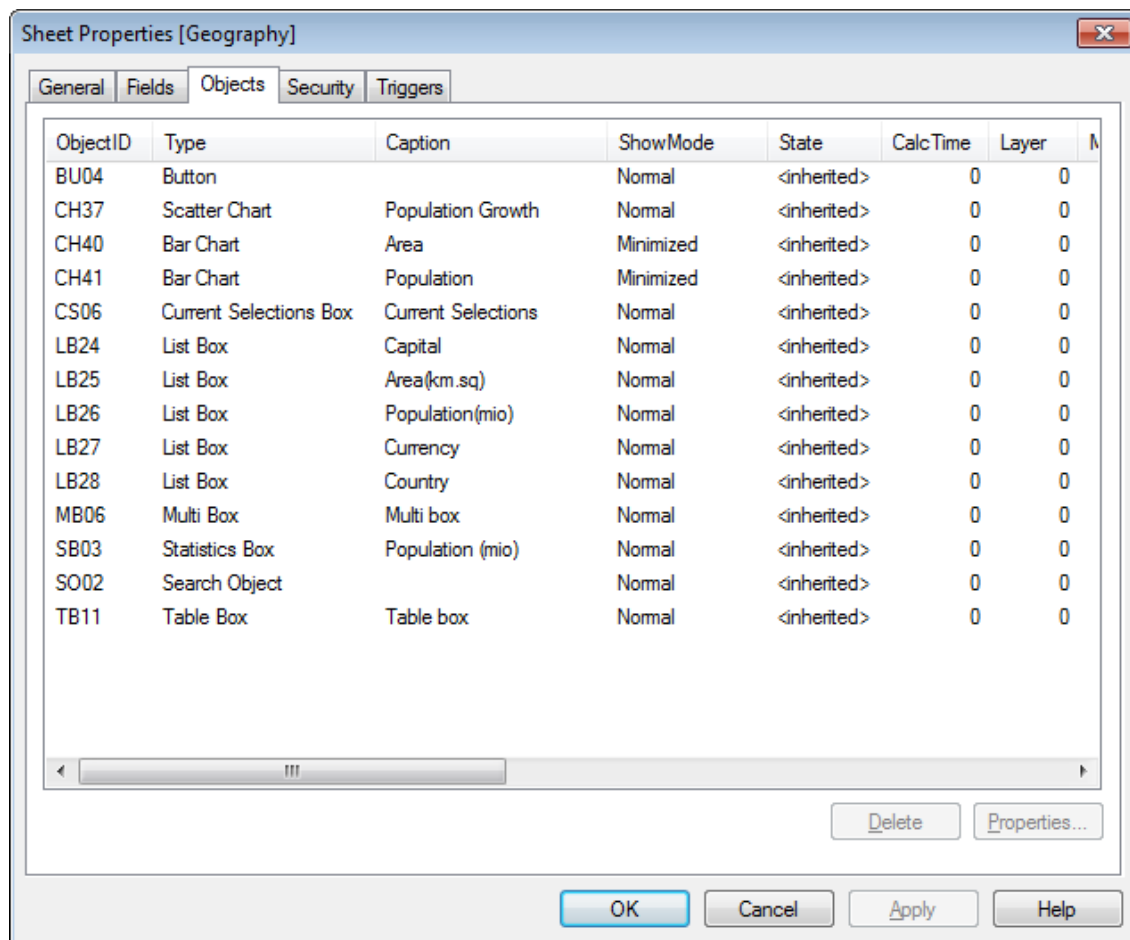 Sheet Properties [Geography]
General Fields Objects Security Triggers
ObjectID Type Caption ShowMode State CalcTime Layer
BU04 Button Normal <inherited> 0 0
CH37 Scatter Chart Population Growth Normal <inherited> 0 0
CH40 Bar Chart Area Minimized <inherited> 0 0
CH41 Bar Chart Population Minimized <inherited> 0 0
CS06 Current Selections Box Current Selections Normal <inherited> 0 0
LB24 List Box Capital Normal <inherited> 0 0
LB25 List Box Area(km.sq) Normal <inherited> 0 0
LB26 List Box Population(mio) Normal <inherited> 0 0
LB27 List Box Currency Normal <inherited> 0 0
LB28 List Box Country Normal <inherited> 0 0
MB06 Multi Box Multi box Normal <inherited> 0 0
SB03 Statistics Box Population (mio) Normal <inherited> 0 0
SO02 Search Object Normal <inherited> 0 0
TB11 Table Box Table box Normal <inherited> 0 0
Delete Properties...
OK Cancel Apply Help